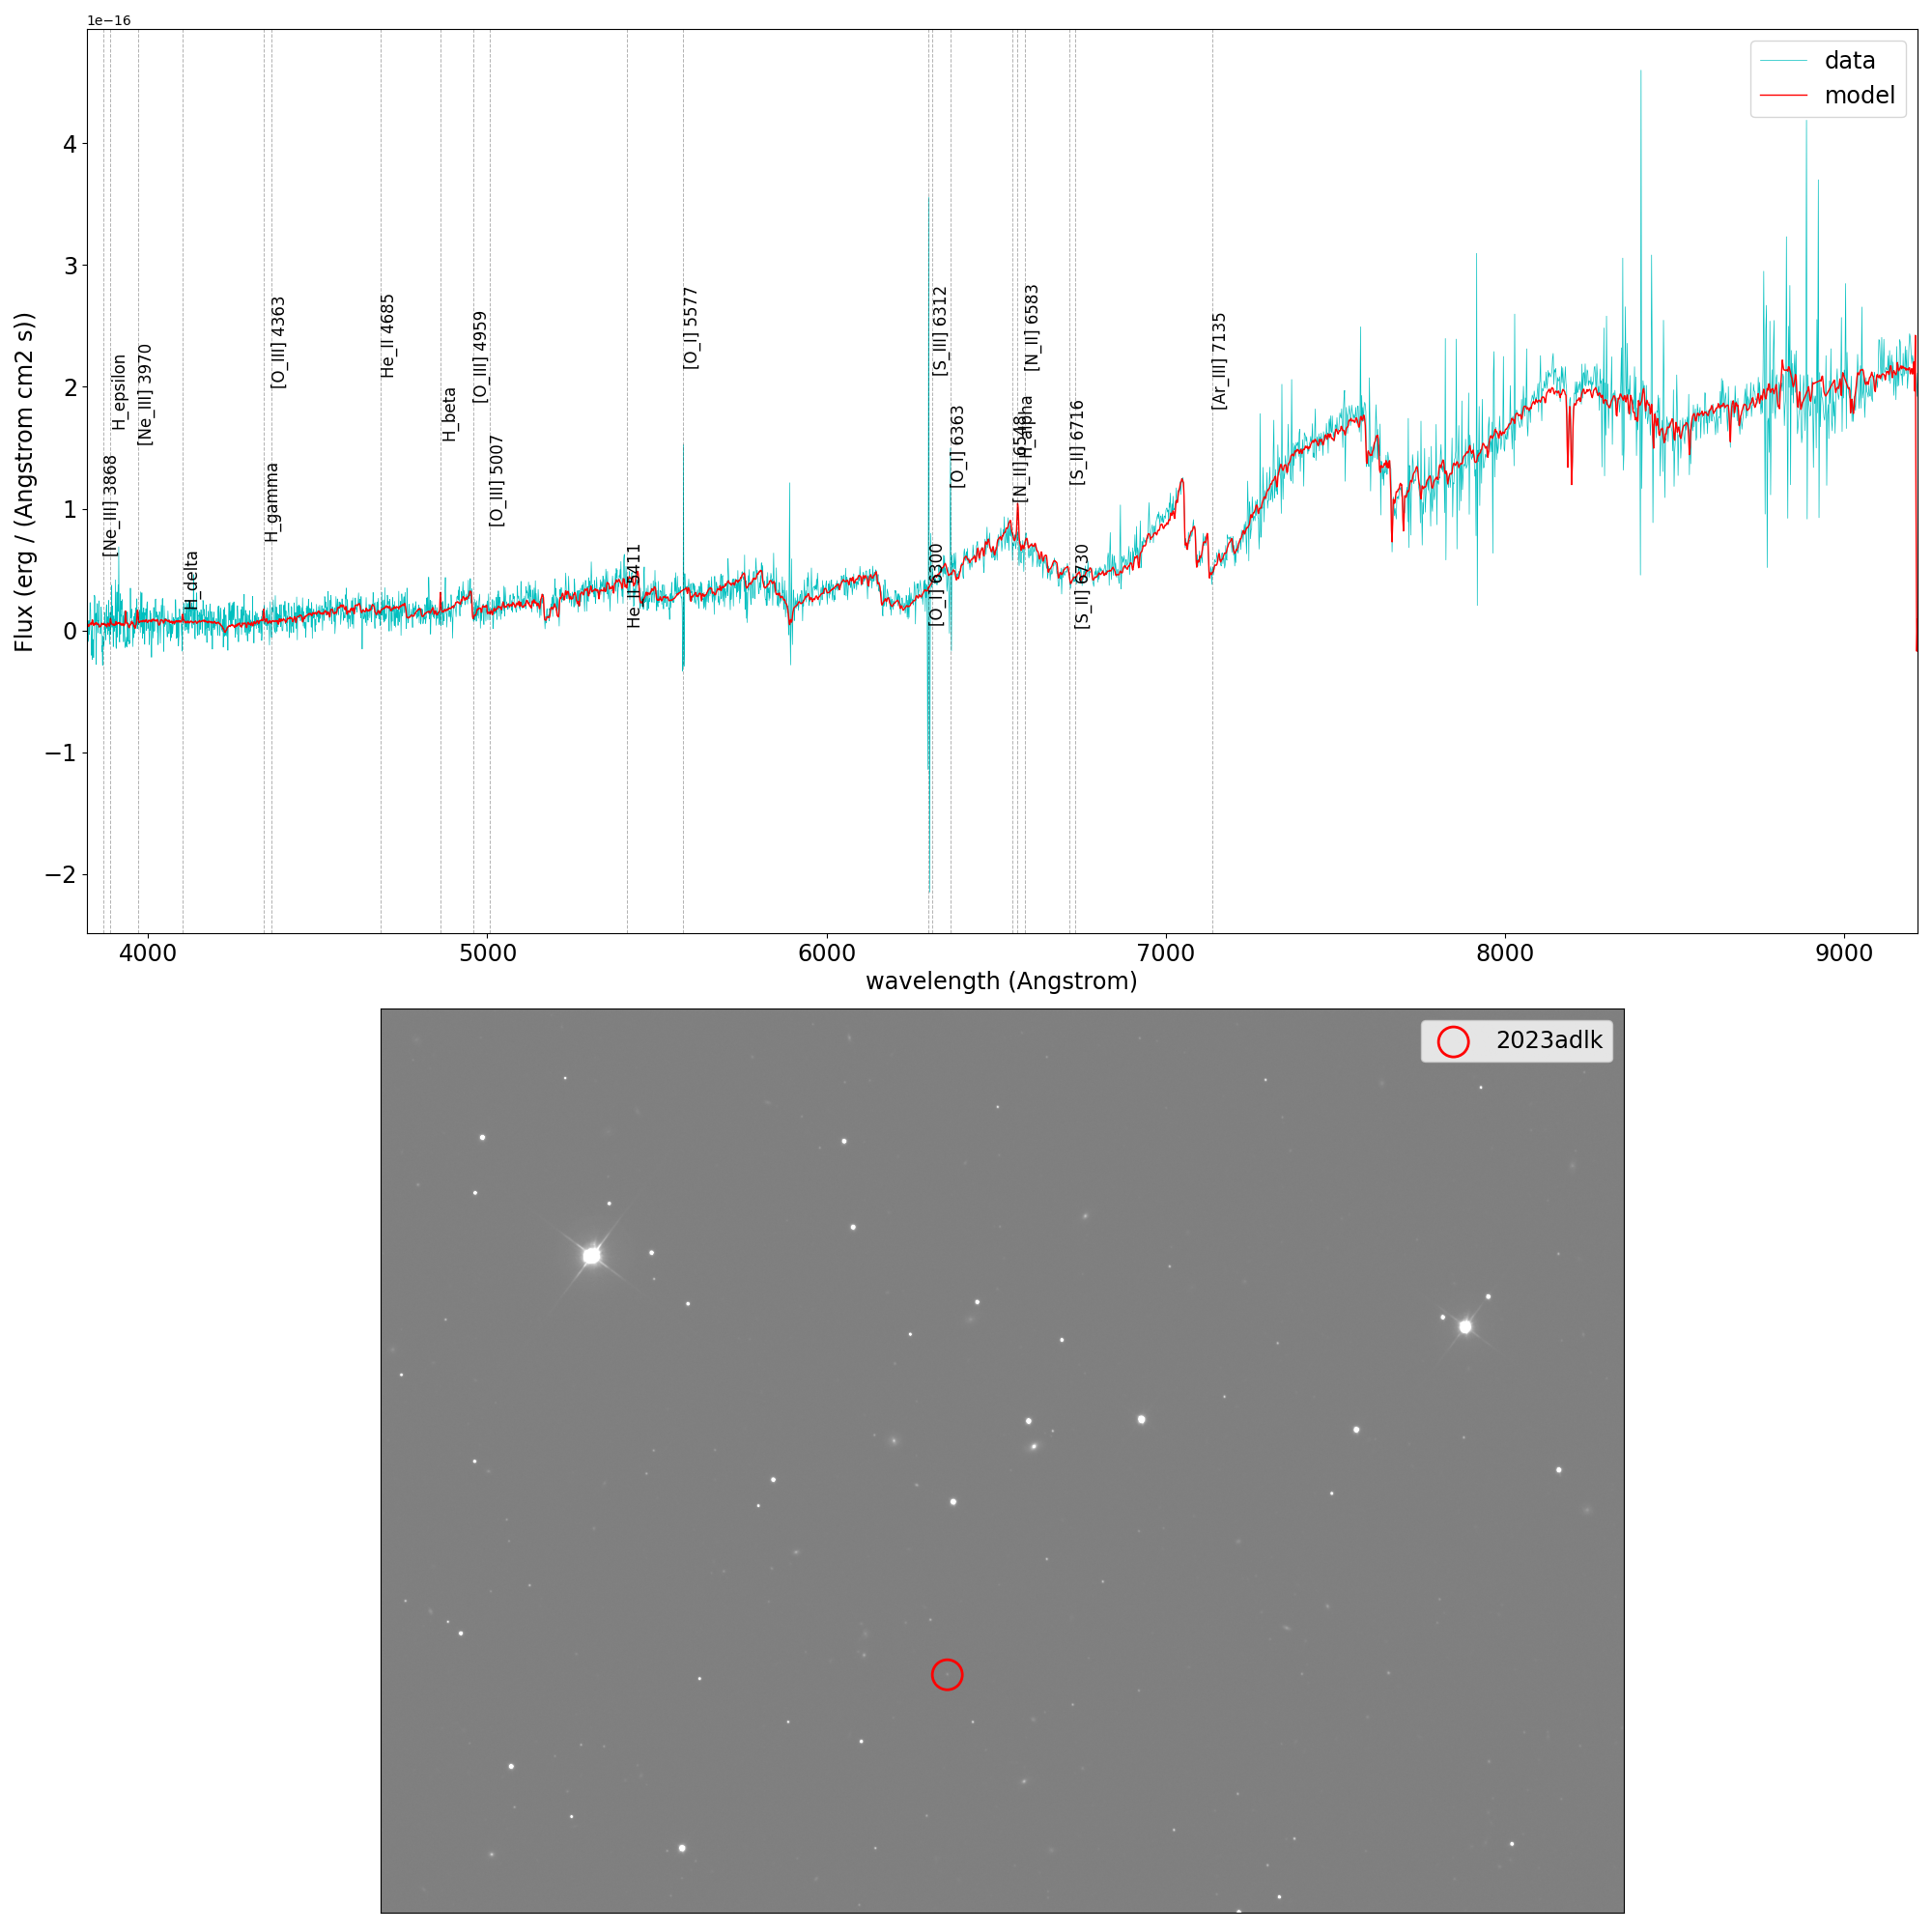 1e−16
data
model
4
3
2
1
0
−1
−2
Flux (erg / (Angstrom cm2 s))
[Ne_III] 3868
H_epsilon
[Ne_III] 3970
H_delta
H_gamma
[O_III] 4363
He_II 4685
H_beta
[O_III] 4959
[O_III] 5007
He_II 5411
[O_I] 5577
[O_I] 6300
[S_III] 6312
[O_I] 6363
[N_II] 6548
H_alpha
[N_II] 6583
[S_II] 6716
[S_II] 6730
[Ar_III] 7135
4000 5000 6000 7000 8000 9000
wavelength (Angstrom)
2023adlk